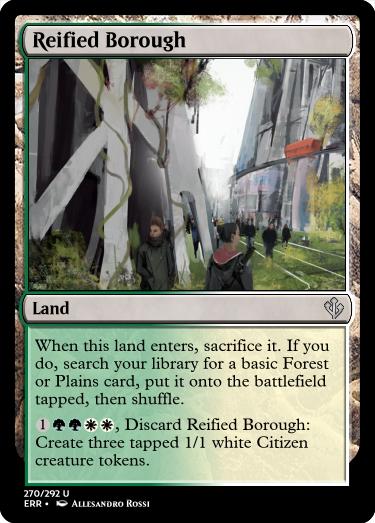 Reified Borough
Land
When this land enters, sacrifice it. If you
do, search your library for a basic Forest
or Plains card, put it onto the battlefield
tapped, then shuffle.
1, Discard Reified Borough:
Create three tapped 1/1 white Citizen
creature tokens.
270/292 U
ERR • Allesandro Rossi